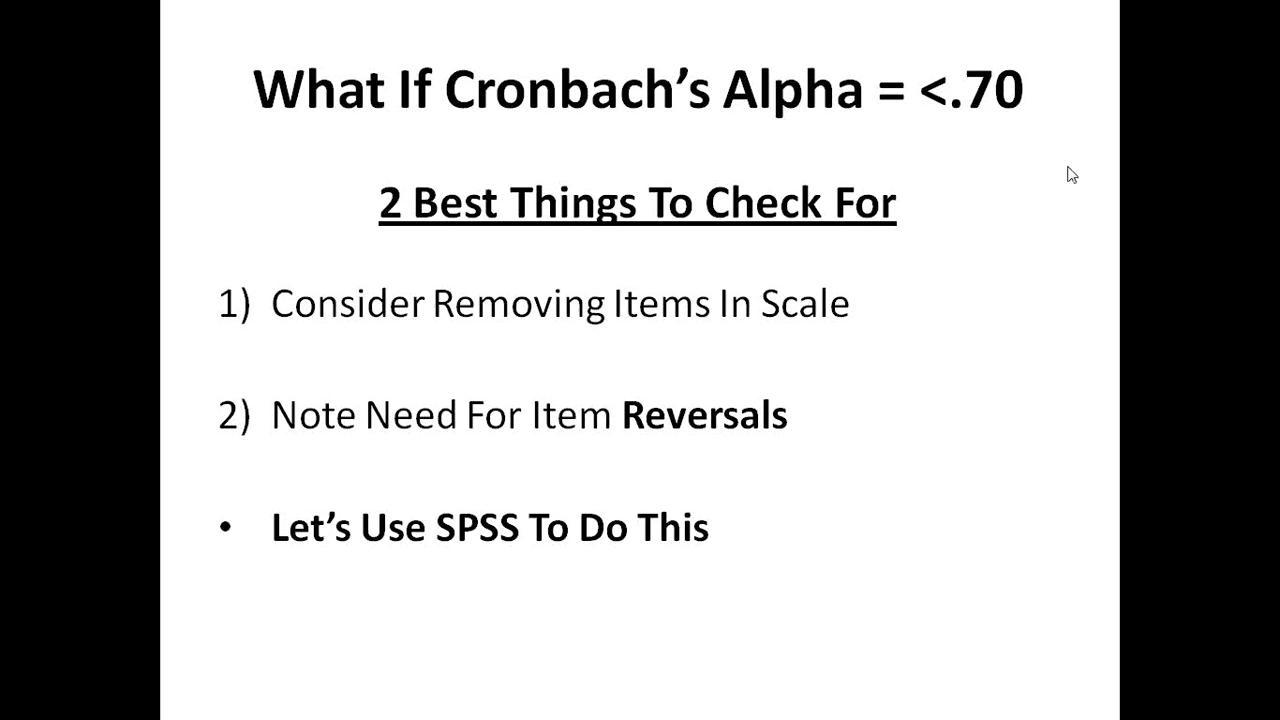 What If Cronbach’s Alpha = <.70
2 Best Things To Check For
1) Consider Removing Items In Scale
2) Note Need For Item Reversals
• Let’s Use SPSS To Do This